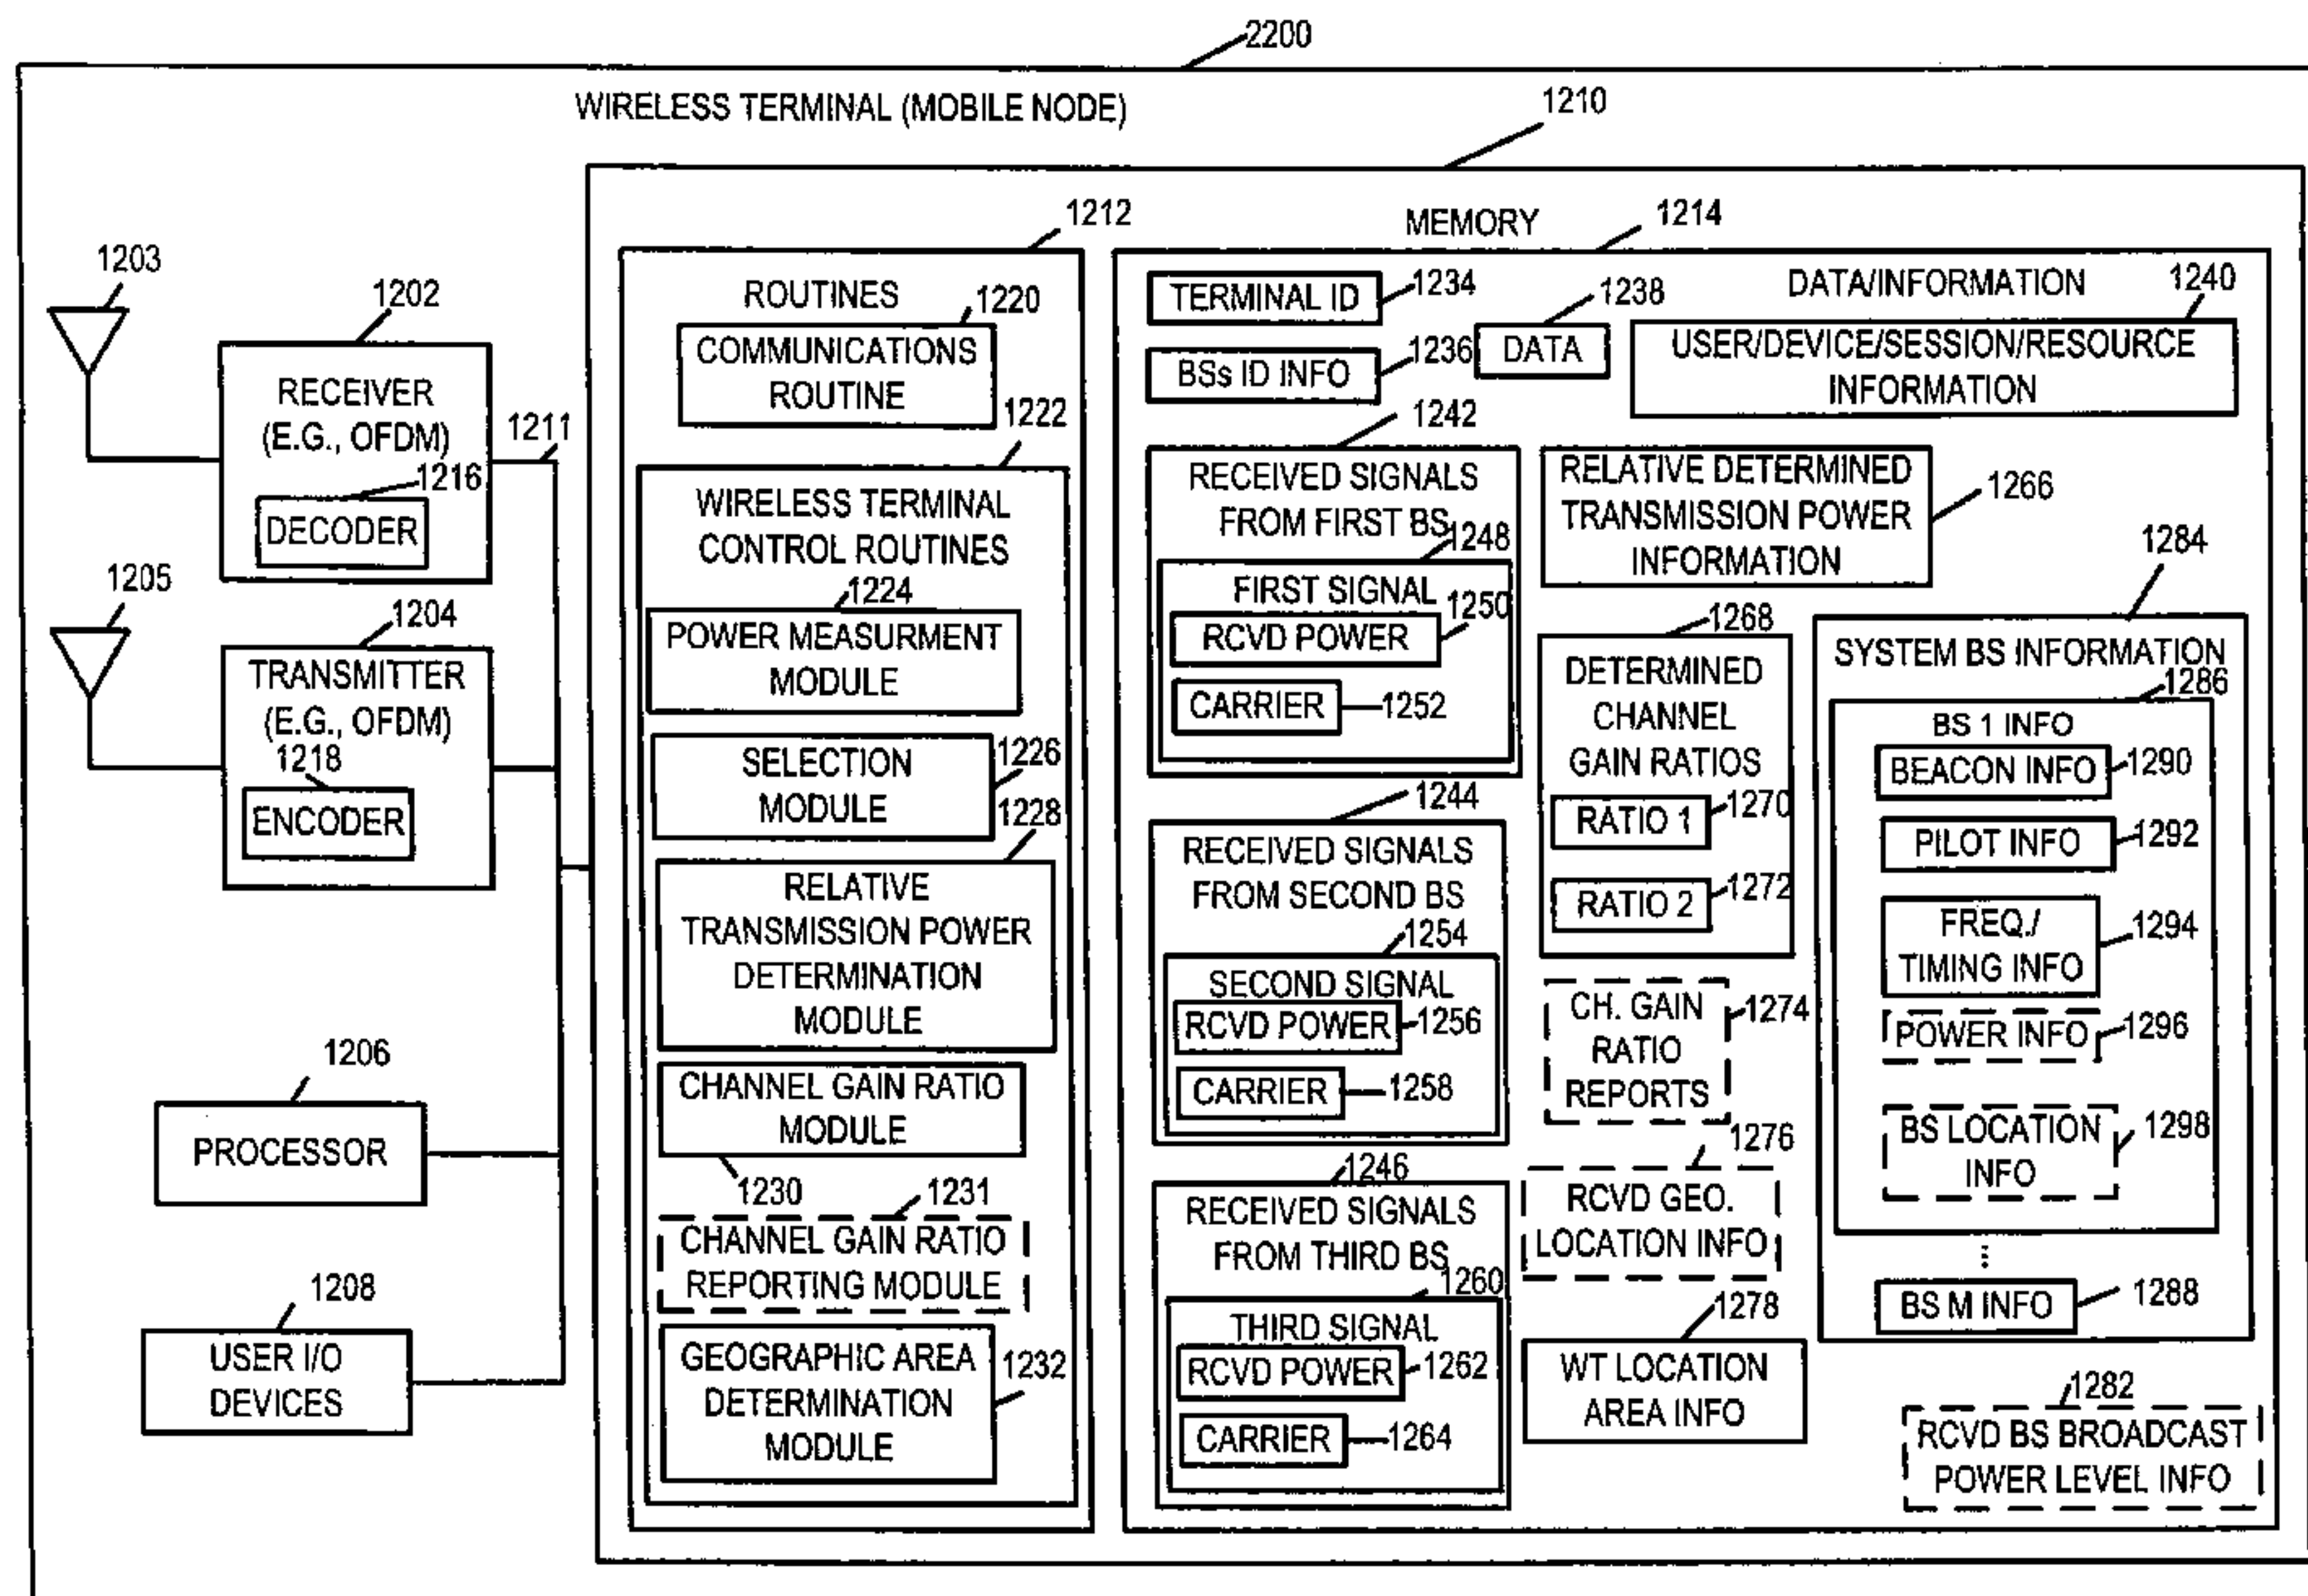 2200
WIRELESS TERMINAL (MOBILE NODE)
1210
1203
1202
RECEIVER
(E.G., OFDM)
1216
DECODER
1211
1205
1204
TRANSMITTER
(E.G., OFDM)
1218
ENCODER
1206
PROCESSOR
1208
USER I/O
DEVICES
MEMORY
1212
ROUTINES
1220
COMMUNICATIONS
ROUTINE
1222
WIRELESS TERMINAL
CONTROL ROUTINES
1224
POWER MEASURMENT
MODULE
SELECTION
MODULE
1226
1228
RELATIVE
TRANSMISSION POWER
DETERMINATION
MODULE
CHANNEL GAIN RATIO
MODULE
1230
1231
CHANNEL GAIN RATIO
REPORTING MODULE
GEOGRAPHIC AREA
DETERMINATION
MODULE
1232
1214
DATA/INFORMATION
TERMINAL ID
1234
BSs ID INFO
1236
1238
DATA
1240
USER/DEVICE/SESSION/RESOURCE
INFORMATION
1242
RECEIVED SIGNALS
FROM FIRST BS
1248
FIRST SIGNAL
RCVD POWER
1250
CARRIER
1252
1244
RECEIVED SIGNALS
FROM SECOND BS
1254
SECOND SIGNAL
RCVD POWER
1256
CARRIER
1258
1246
RECEIVED SIGNALS
FROM THIRD BS
1260
THIRD SIGNAL
RCVD POWER
1262
CARRIER
1264
RELATIVE DETERMINED
TRANSMISSION POWER
INFORMATION
1266
1268
DETERMINED
CHANNEL
GAIN RATIOS
RATIO 1
1270
RATIO 2
1272
CH. GAIN
RATIO
REPORTS
1274
1276
RCVD GEO.
LOCATION INFO
1278
WT LOCATION
AREA INFO
1284
SYSTEM BS INFORMATION
1286
BS 1 INFO
BEACON INFO
1290
PILOT INFO
1292
FREQ./
TIMING INFO
1294
POWER INFO
1296
BS LOCATION
INFO
1298
⋮
BS M INFO
1288
1282
RCVD BS BROADCAST
POWER LEVEL INFO